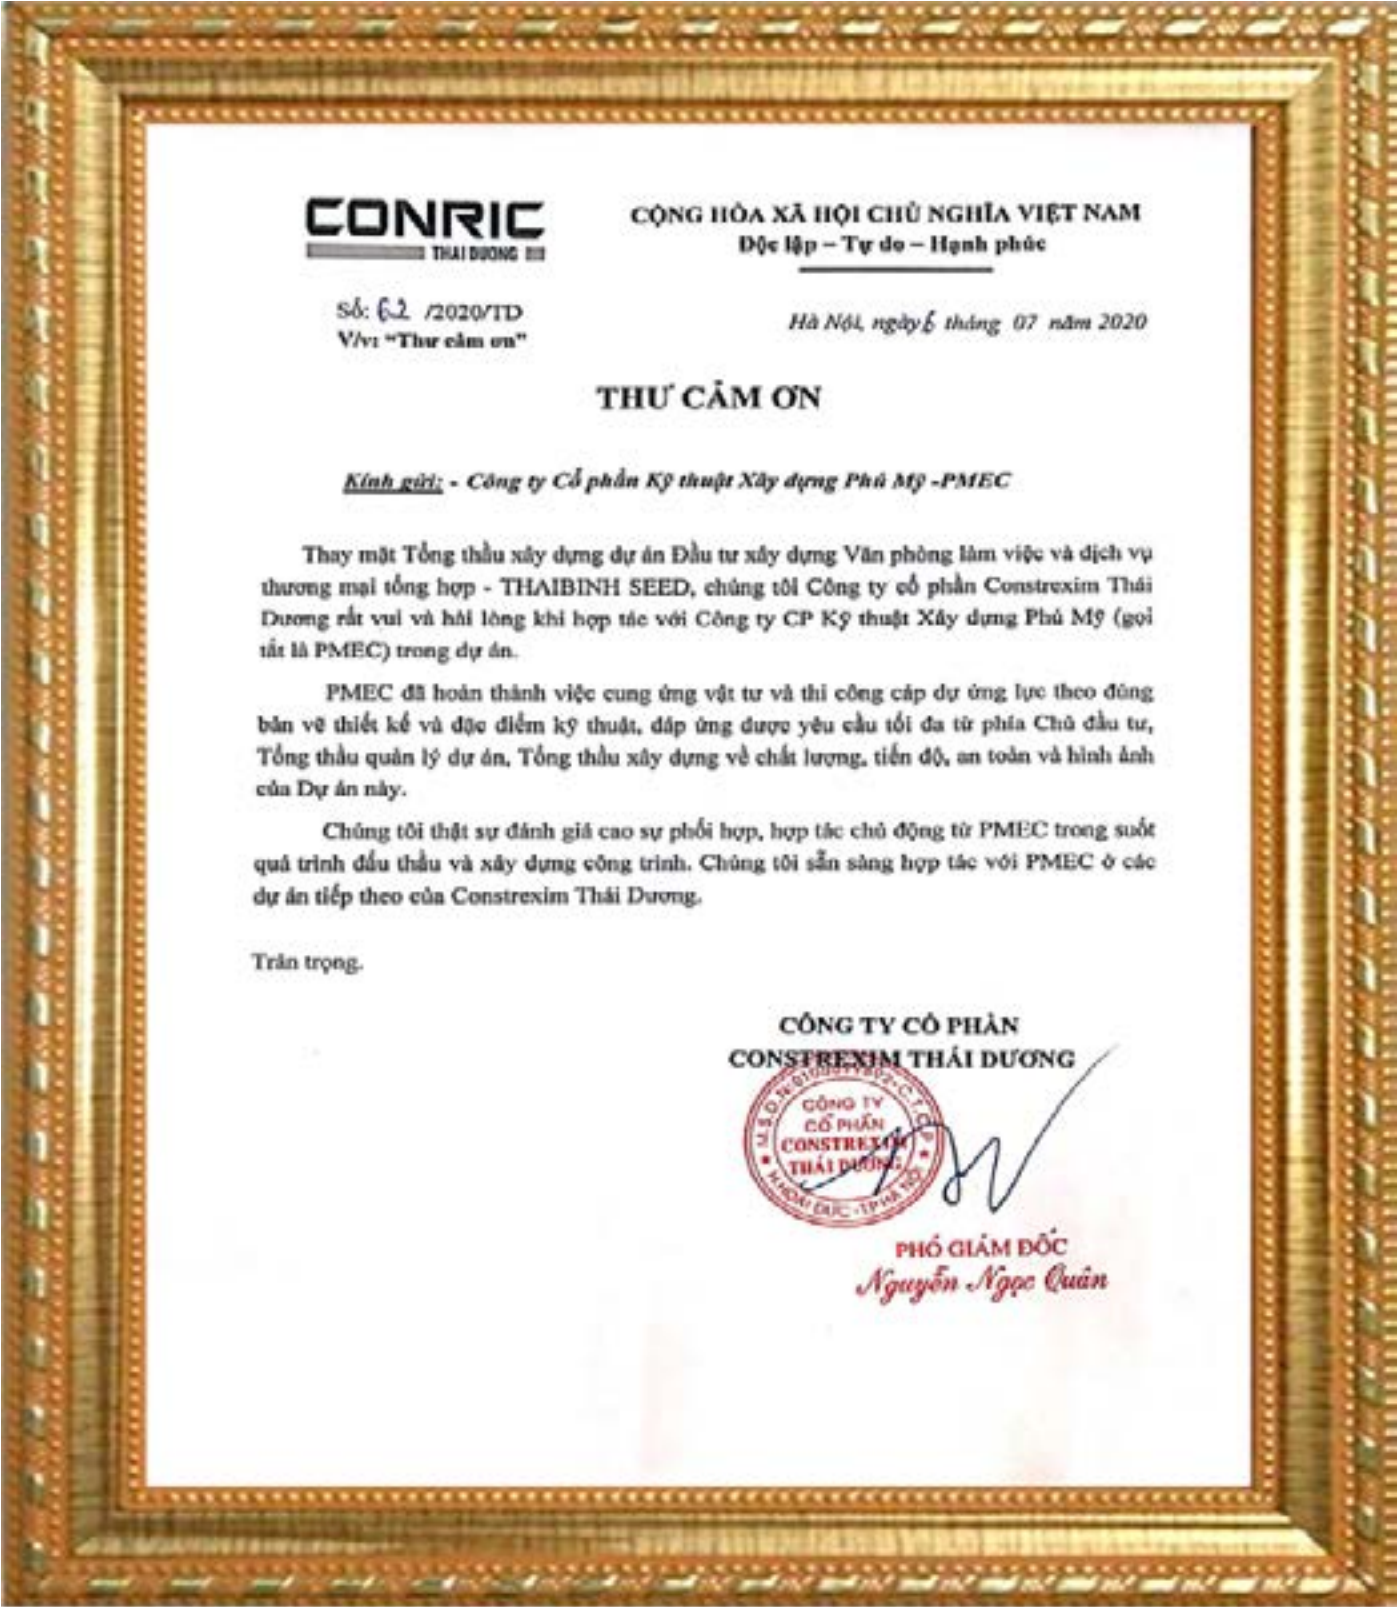 CONRIC
THAI DUONG
CỘNG HÒA XÃ HỘI CHỦ NGHĨA VIỆT NAM
Độc lập – Tự do – Hạnh phúc
Số: 62 /2020/TD
V/v: “Thư cảm ơn”
Hà Nội, ngày 6 tháng 07 năm 2020
THƯ CẢM ƠN
Kính gửi: - Công ty Cổ phần Kỹ thuật Xây dựng Phú Mỹ -PMEC
Thay mặt Tổng thầu xây dựng dự án Đầu tư xây dựng Văn phòng làm việc và dịch vụ
thương mại tổng hợp - THAIBINH SEED, chúng tôi Công ty cổ phần Constrexim Thái
Dương rất vui và hài lòng khi hợp tác với Công ty CP Kỹ thuật Xây dựng Phú Mỹ (gọi
tắt là PMEC) trong dự án.
PMEC đã hoàn thành việc cung ứng vật tư và thi công cáp dự ứng lực theo đúng
bản vẽ thiết kế và đặc điểm kỹ thuật, đáp ứng được yêu cầu tối đa từ phía Chủ đầu tư,
Tổng thầu quản lý dự án, Tổng thầu xây dựng về chất lượng, tiến độ, an toàn và hình ảnh
của Dự án này.
Chúng tôi thật sự đánh giá cao sự phối hợp, hợp tác chủ động từ PMEC trong suốt
quá trình đấu thầu và xây dựng công trình. Chúng tôi sẵn sàng hợp tác với PMEC ở các
dự án tiếp theo của Constrexim Thái Dương.
Trân trọng.
CÔNG TY CỔ PHẦN
CONSTREXIM THÁI DƯƠNG
CÔNG TY
CỔ PHẦN
CONSTREXIM
THÁI DƯƠNG
H.HOÀI ĐỨC - TP HÀ NỘI
PHÓ GIÁM ĐỐC
Nguyễn Ngọc Quân